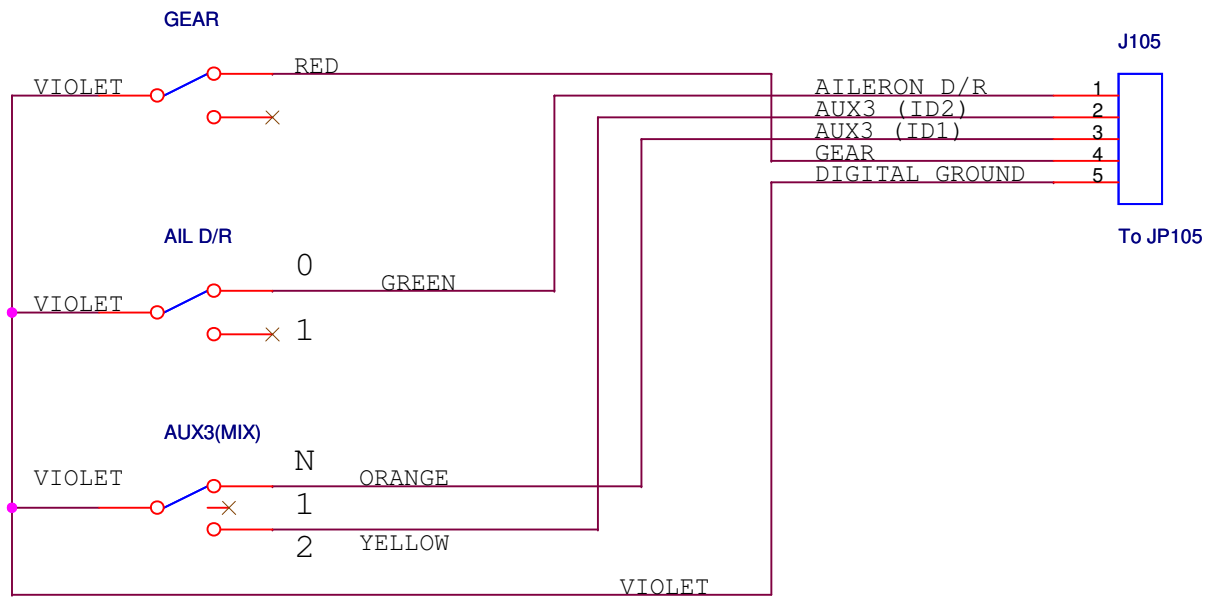 GEAR
J105
VIOLET
RED
AILERON D/R 1
AUX3 (ID2) 2
AUX3 (ID1) 3
GEAR 4
DIGITAL GROUND 5
To JP105
AIL D/R
0
VIOLET
GREEN
1
AUX3(MIX)
N
VIOLET
ORANGE
1
2
YELLOW
VIOLET